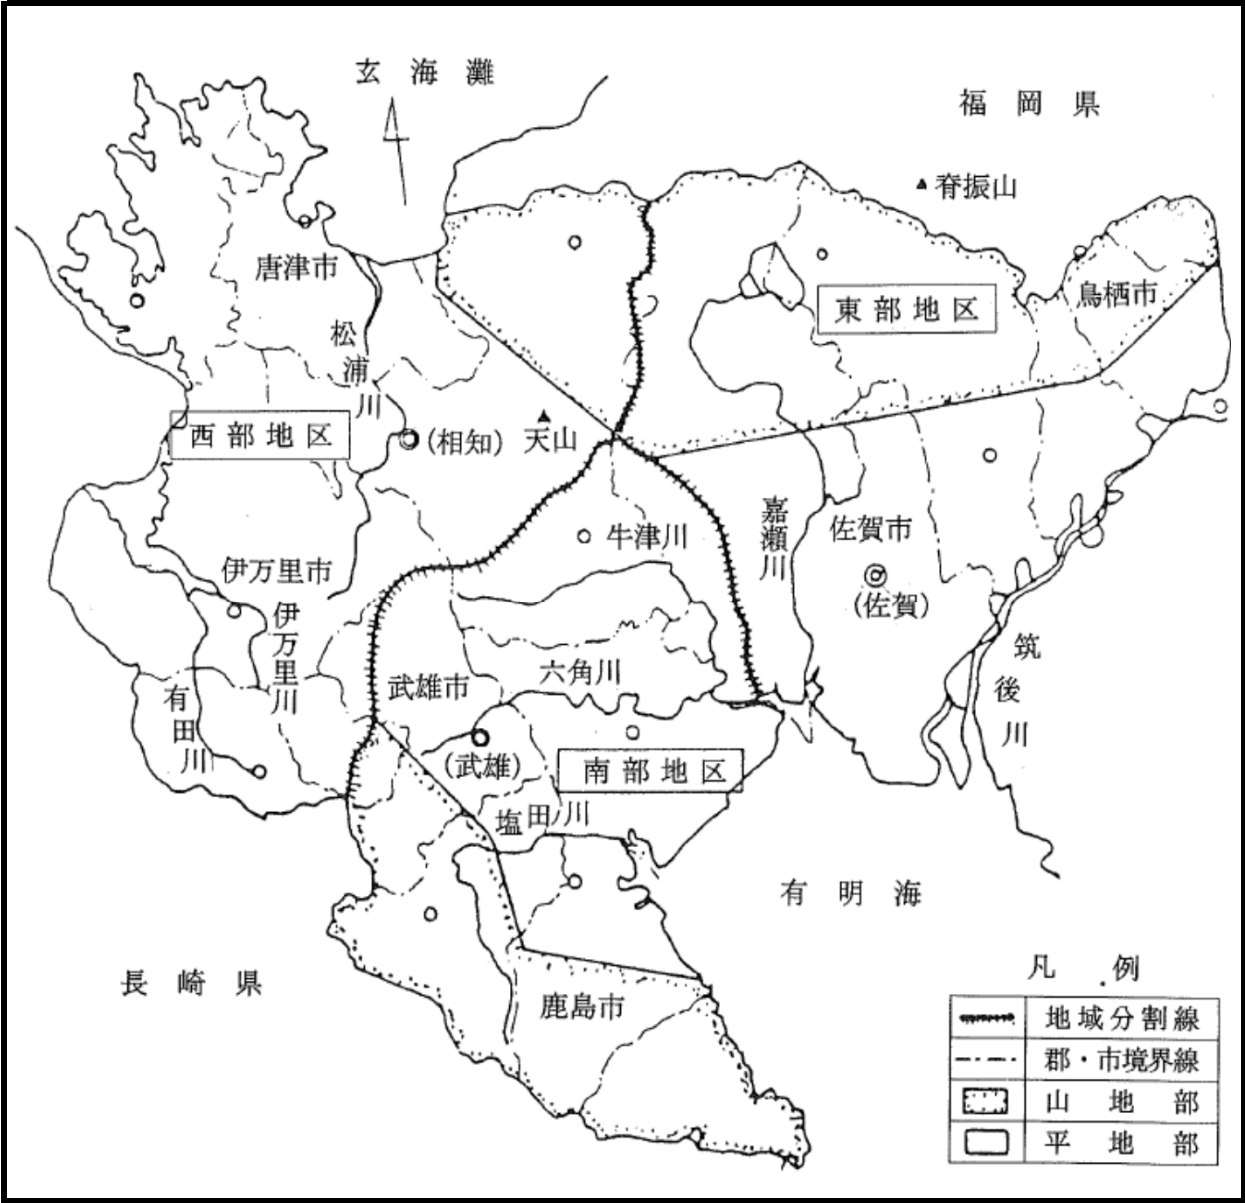 玄海灘
福岡県
脊振山
唐津市
鳥栖市
東部地区
松浦川
西部地区
(相知)
天山
牛津川
嘉瀬川
佐賀市
(佐賀)
伊万里市
伊万里川
六角川
筑後川
武雄市
有田川
(武雄)
南部地区
塩田川
有明海
長崎県
鹿島市
凡例
地域分割線
郡・市境界線
山地部
平地部